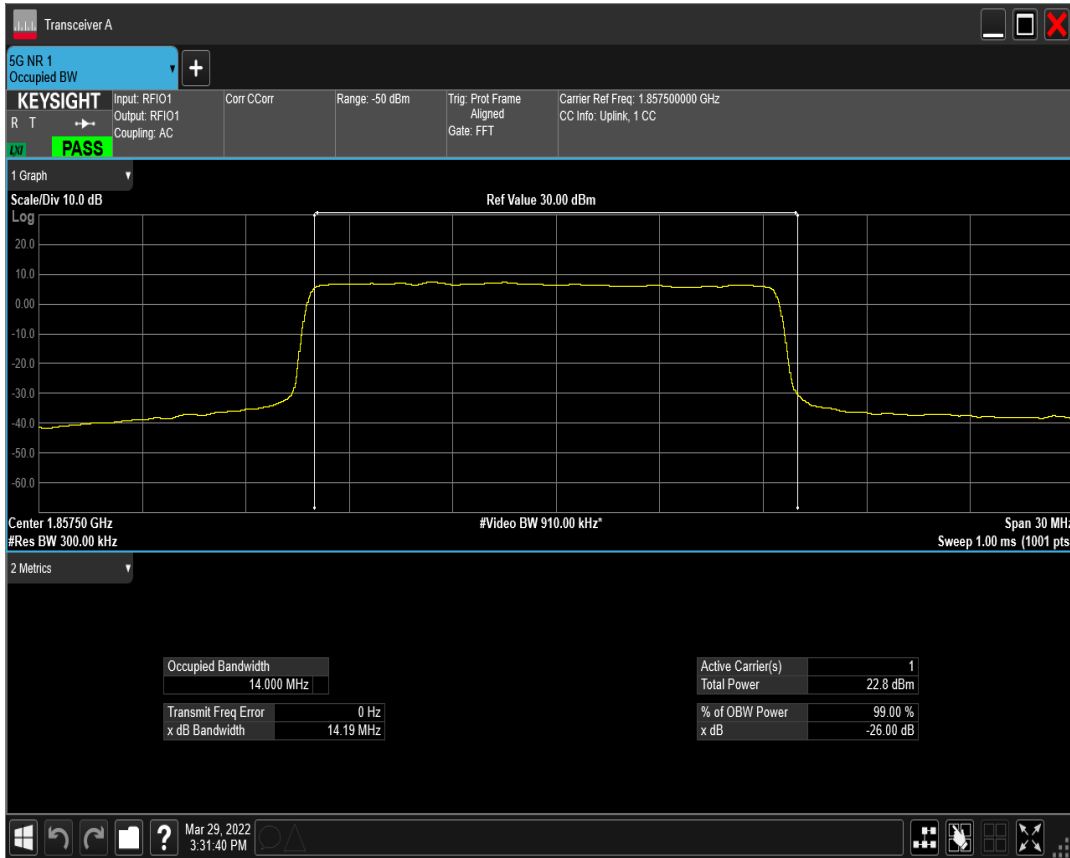 Transceiver A
5G NR 1
Occupied BW
+
KEYSIGHT
R T
LXI
PASS
Input: RFIO1
Output: RFIO1
Coupling: AC
Corr CCorr
Range: -50 dBm
Trig: Prot Frame
Aligned
Gate: FFT
Carrier Ref Freq: 1.857500000 GHz
CC Info: Uplink, 1 CC
1 Graph
Scale/Div 10.0 dB
Ref Value 30.00 dBm
Log
20.0
10.0
0.00
-10.0
-20.0
-30.0
-40.0
-50.0
-60.0
Center 1.85750 GHz
#Video BW 910.00 kHz*
Span 30 MHz
#Res BW 300.00 kHz
Sweep 1.00 ms (1001 pts
2 Metrics
Occupied Bandwidth
14.000 MHz
Transmit Freq Error 0 Hz
x dB Bandwidth 14.19 MHz
Active Carrier(s) 1
Total Power 22.8 dBm
% of OBW Power 99.00 %
x dB -26.00 dB
?
Mar 29, 2022
3:31:40 PM